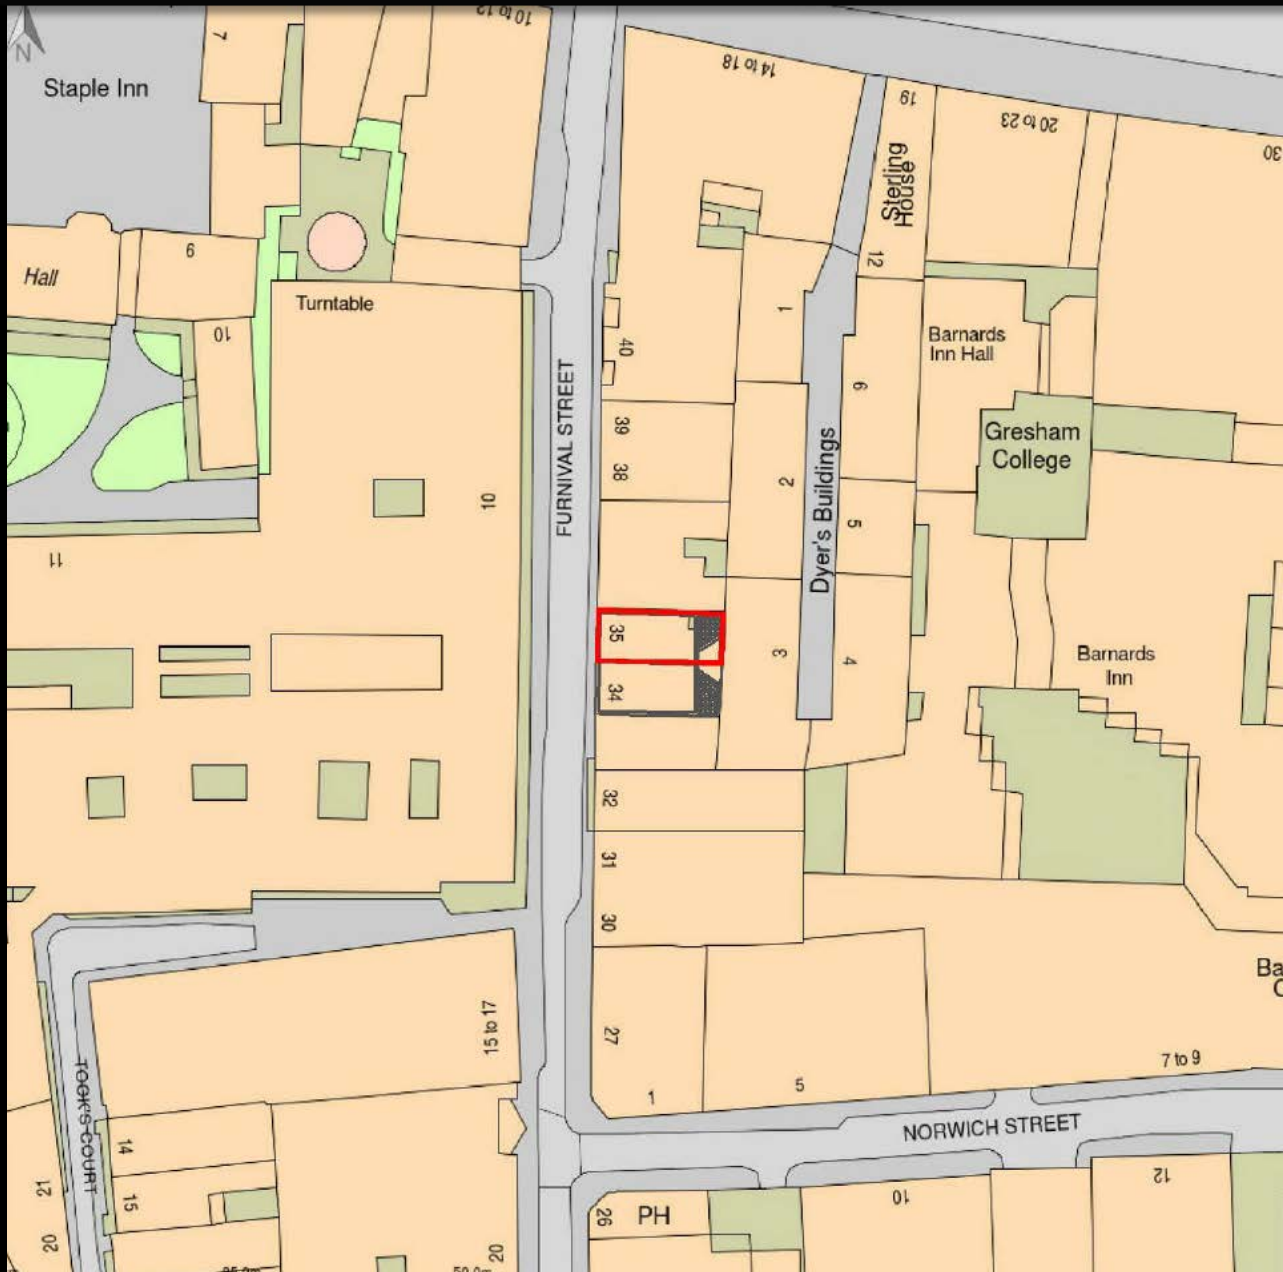 10 to 12
7
14 to 18
N
Staple Inn
19
20 to 23
30
Sterling
House
9
12
Hall
Turntable
1
10
40
Barnards
Inn Hall
6
FURNIVAL STREET
39
Gresham
College
38
2
10
Dyer's Buildings
5
11
35
3
4
Barnards
Inn
34
32
31
30
Ba
C
15 to 17
27
7 to 9
5
1
TOOK'S COURT
NORWICH STREET
14
21
15
12
10
26
PH
20
20